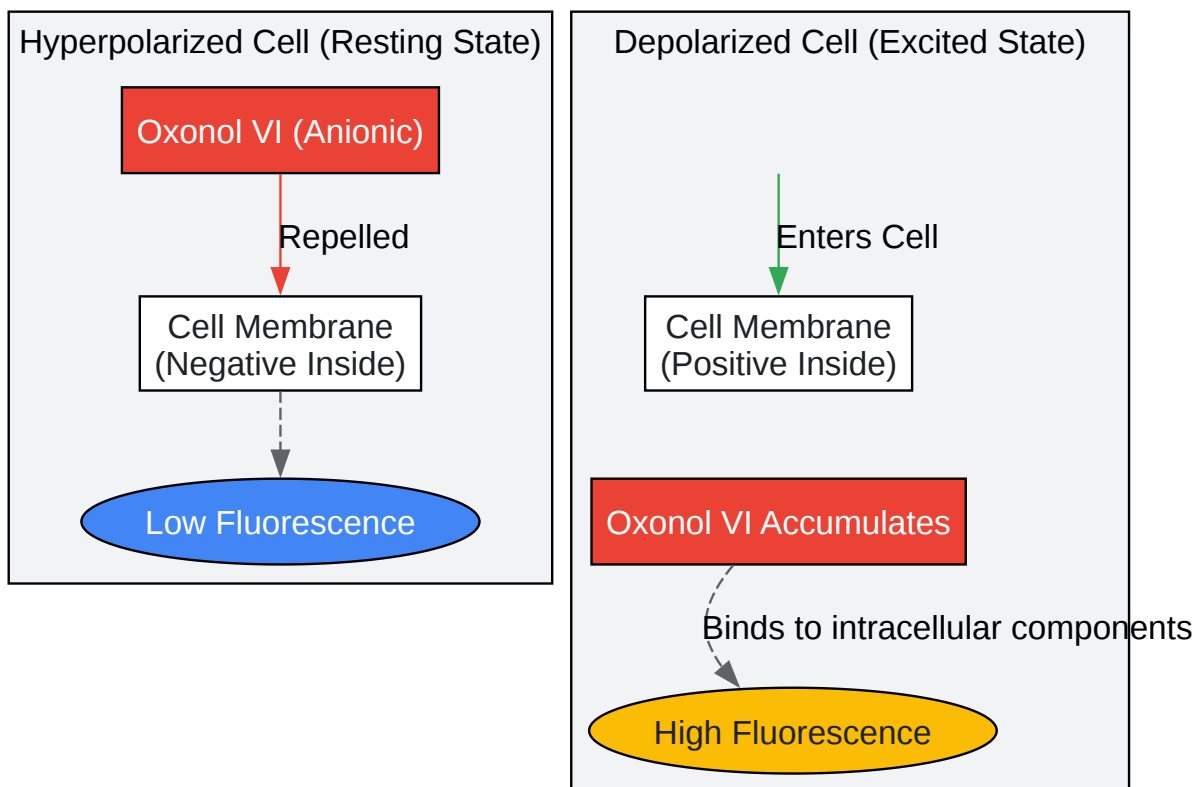 Hyperpolarized Cell (Resting State)
Oxonol VI (Anionic)
Repelled
Cell Membrane
(Negative Inside)
Low Fluorescence
Depolarized Cell (Excited State)
Enters Cell
Cell Membrane
(Positive Inside)
Oxonol VI Accumulates
Binds to intracellular components
High Fluorescence